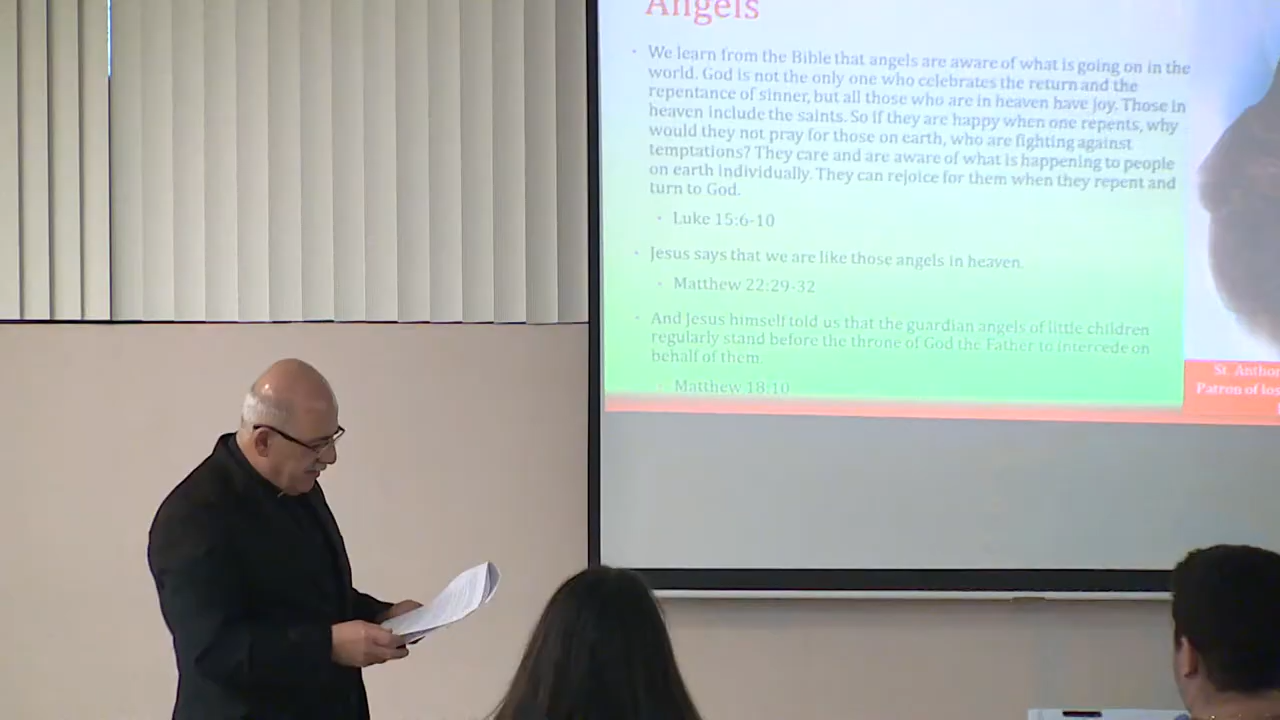 Angels
• We learn from the Bible that angels are aware of what is going on in the
world. God is not the only one who celebrates the return and the
repentance of sinner, but all those who are in heaven have joy. Those in
heaven include the saints. So if they are happy when one repents, why
would they not pray for those on earth, who are fighting against
temptations? They care and are aware of what is happening to people
on earth individually. They can rejoice for them when they repent and
turn to God.
• Luke 15:6-10
• Jesus says that we are like those angels in heaven.
• Matthew 22:29-32
• And Jesus himself told us that the guardian angels of little children
regularly stand before the throne of God the Father to intercede on
behalf of them.
• Matthew 18:10
St. Anthon
Patron of los